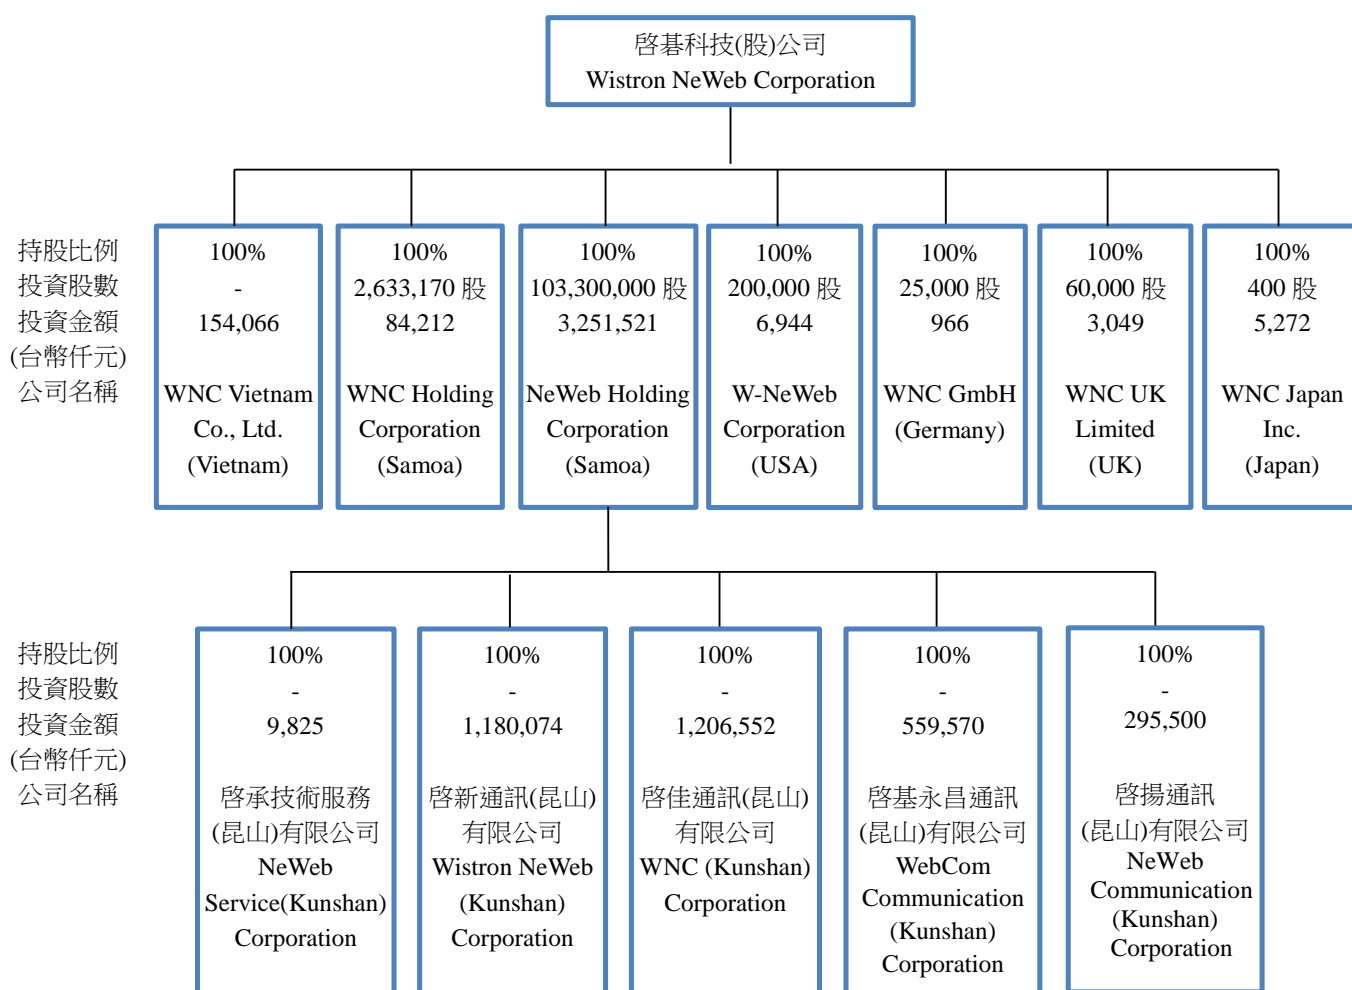 啓碁科技(股)公司
Wistron NeWeb Corporation
持股比例 100% 100% 100% 100% 100% 100% 100%
投資股數 - 2,633,170 股 103,300,000 股 200,000 股 25,000 股 60,000 股 400 股
投資金額 154,066 84,212 3,251,521 6,944 966 3,049 5,272
(台幣仟元)
公司名稱 WNC Vietnam WNC Holding NeWeb Holding W-NeWeb WNC GmbH WNC UK WNC Japan
Co., Ltd. Corporation Corporation Corporation (Germany) Limited Inc.
(Vietnam) (Samoa) (Samoa) (USA) (UK) (Japan)
持股比例 100% 100% 100% 100% 100%
投資股數 - - - - -
投資金額 9,825 1,180,074 1,206,552 559,570 295,500
(台幣仟元)
公司名稱 啓承技術服務 啓新通訊(昆山) 啓佳通訊(昆山) 啓基永昌通訊 啓揚通訊
(昆山)有限公司 有限公司 有限公司 (昆山)有限公司 (昆山)有限公司
NeWeb Wistron NeWeb WNC (Kunshan) WebCom NeWeb
Service(Kunshan) (Kunshan) Corporation Communication Communication
Corporation Corporation (Kunshan) (Kunshan)
Corporation Corporation